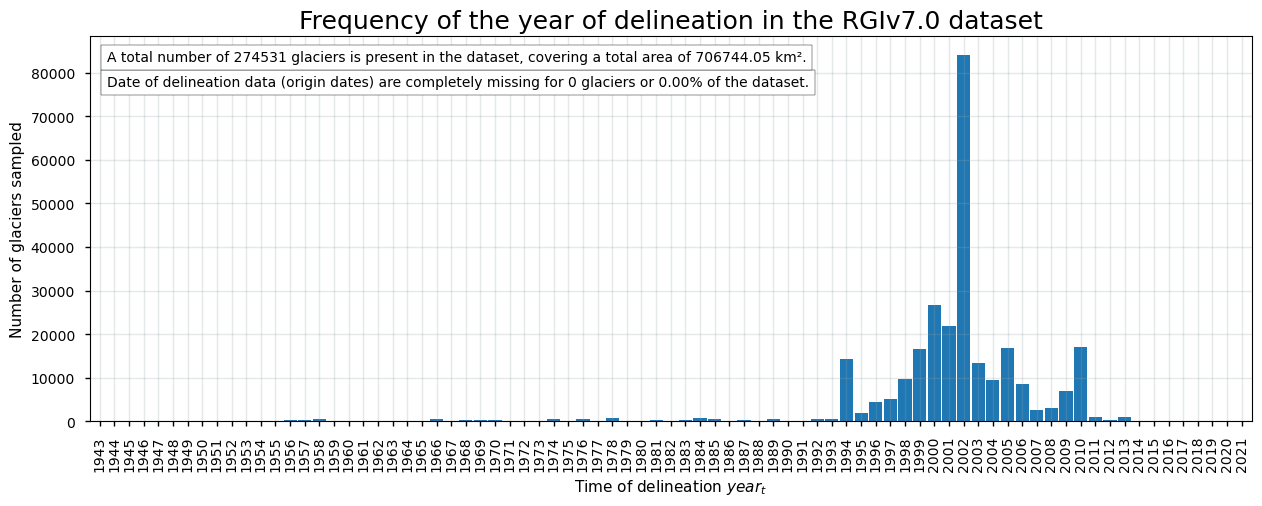 Frequency of the year of delineation in the RGIv7.0 dataset
A total number of 274531 glaciers is present in the dataset, covering a total area of 706744.05 km².
Date of delineation data (origin dates) are completely missing for 0 glaciers or 0.00% of the dataset.
Number of glaciers sampled
80000
70000
60000
50000
40000
30000
20000
10000
0
1943 1944 1945 1946 1947 1948 1949 1950 1951 1952 1953 1954 1955 1956 1957 1958 1959 1960 1961 1962 1963 1964 1965 1966 1967 1968 1969 1970 1971 1972 1973 1974 1975 1976 1977 1978 1979 1980 1981 1982 1983 1984 1985 1986 1987 1988 1989 1990 1991 1992 1993 1994 1995 1996 1997 1998 1999 2000 2001 2002 2003 2004 2005 2006 2007 2008 2009 2010 2011 2012 2013 2014 2015 2016 2017 2018 2019 2020 2021
Time of delineation year_t